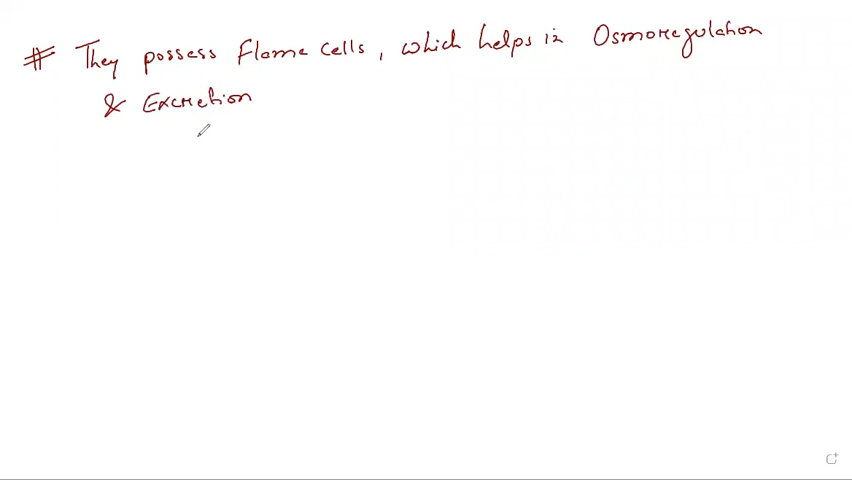 # They possess Flame cells, which helps in Osmoregulation
& Excretion